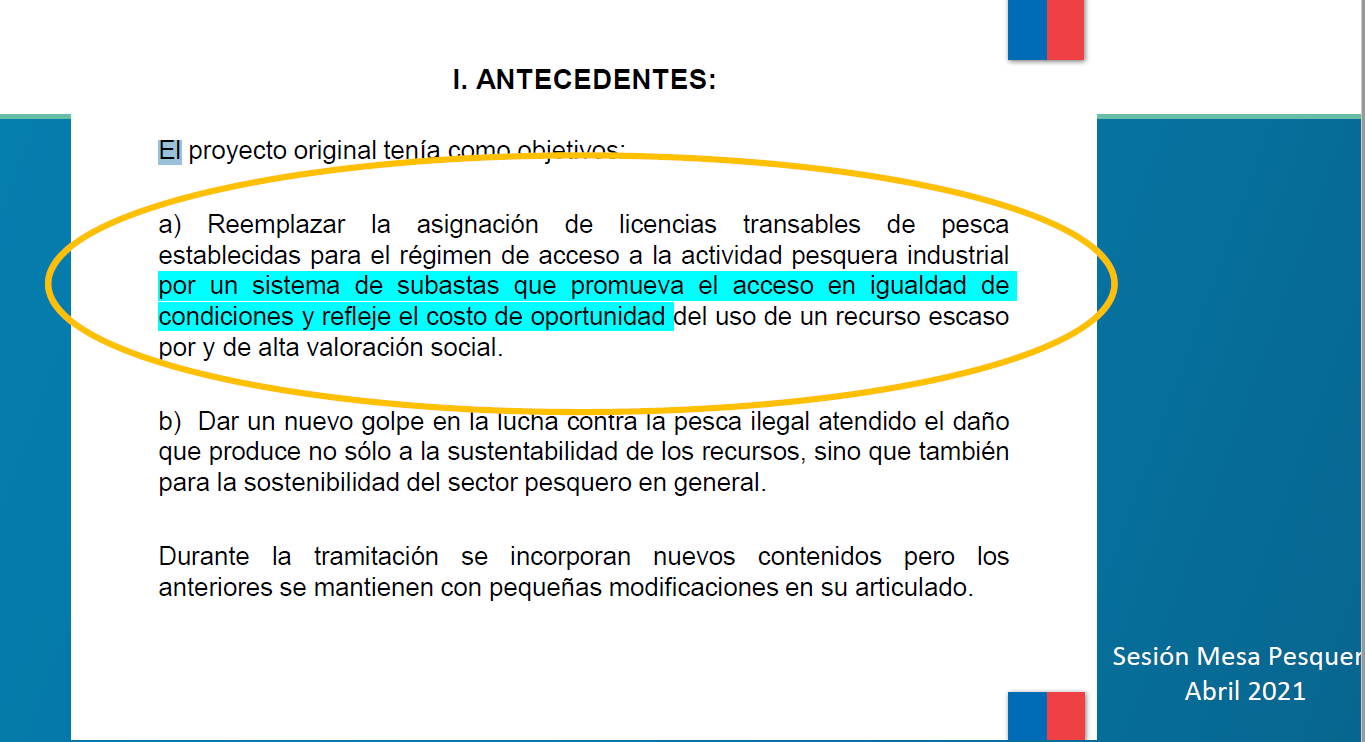 I. ANTECEDENTES:
El proyecto original tenía como objetivos:
a) Reemplazar la asignación de licencias transables de pesca
establecidas para el régimen de acceso a la actividad pesquera industrial
por un sistema de subastas que promueva el acceso en igualdad de
condiciones y refleje el costo de oportunidad del uso de un recurso escaso
por y de alta valoración social.
b) Dar un nuevo golpe en la lucha contra la pesca ilegal atendido el daño
que produce no sólo a la sustentabilidad de los recursos, sino que también
para la sostenibilidad del sector pesquero en general.
Durante la tramitación se incorporan nuevos contenidos pero los
anteriores se mantienen con pequeñas modificaciones en su articulado.
Sesión Mesa Pesquer
Abril 2021